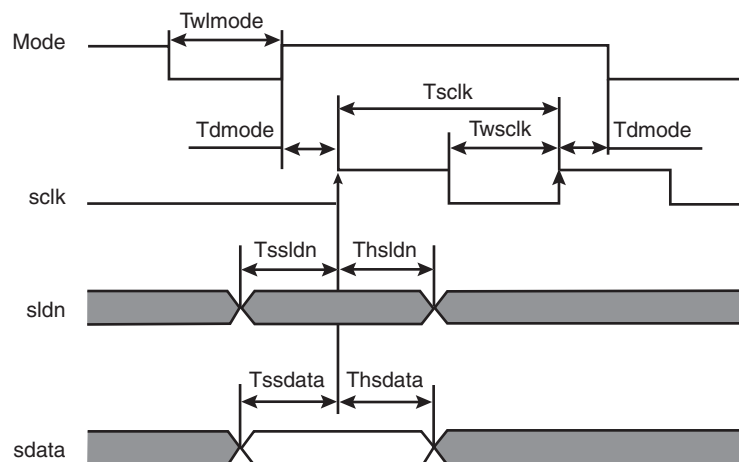 Twlmode
Mode
Tsclk
Tdmode
Twsclk
Tdmode
sclk
Tssldn
Thsldn
sldn
Tssdata
Thsdata
sdata